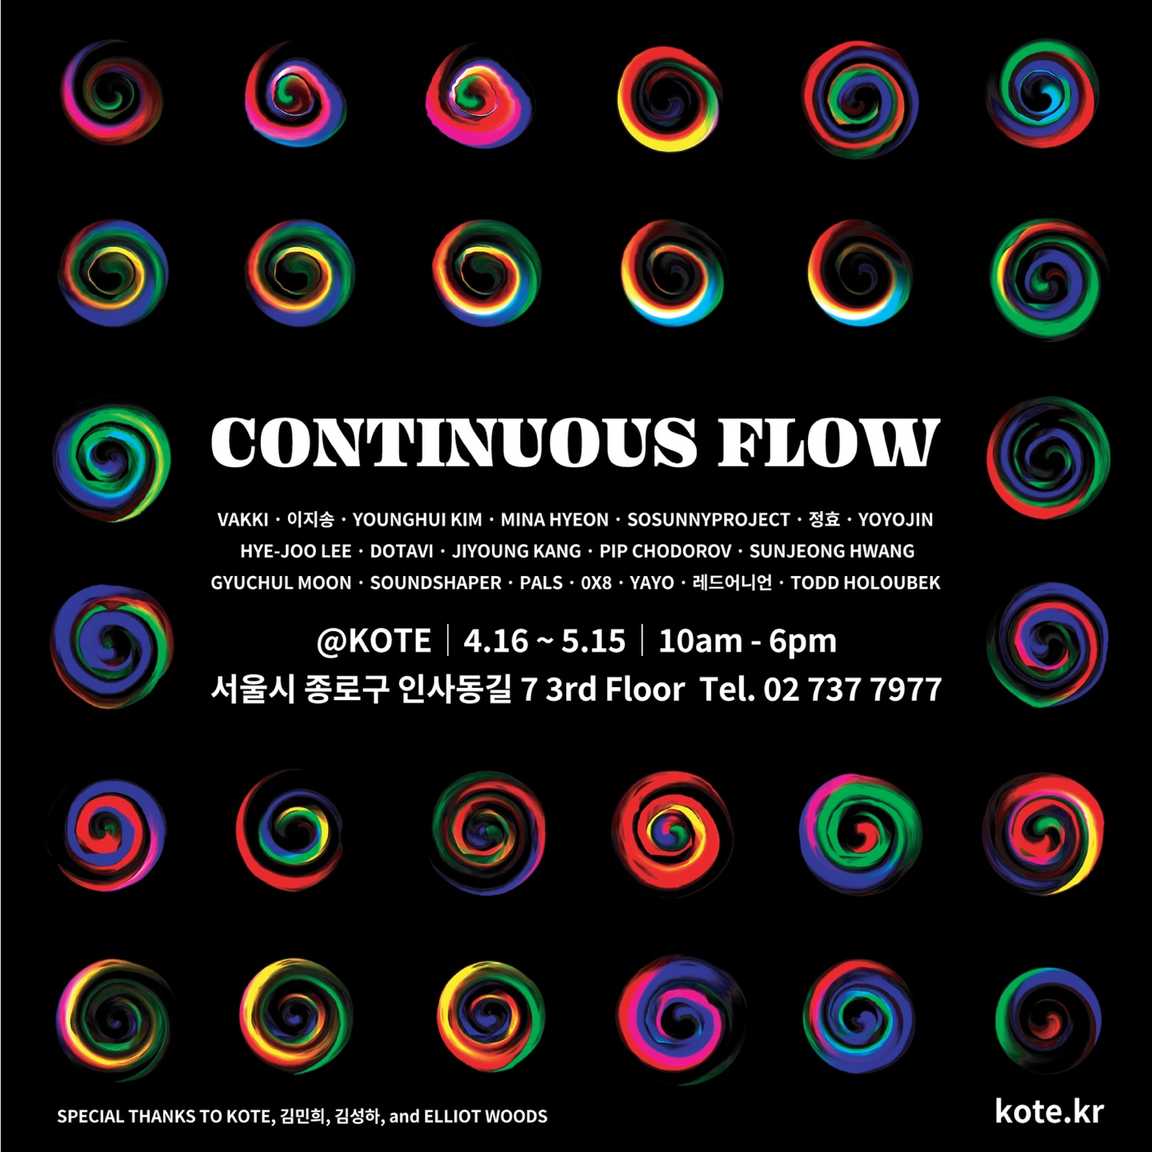 CONTINUOUS FLOW
VAKKI · 이지송 · YOUNGHUI KIM · MINA HYEON · SOSUNNYPROJECT · 정효 · YOYOJIN
HYE-JOO LEE · DOTAVI · JIYOUNG KANG · PIP CHODOROV · SUNJEONG HWANG
GYUCHUL MOON · SOUNDSHAPER · PALS · 0X8 · YAYO · 레드어니언 · TODD HOLOUBEK
@KOTE | 4.16 ~ 5.15 | 10am - 6pm
서울시 종로구 인사동길 7 3rd Floor Tel. 02 737 7977
SPECIAL THANKS TO KOTE, 김민희, 김성하, and ELLIOT WOODS
kote.kr